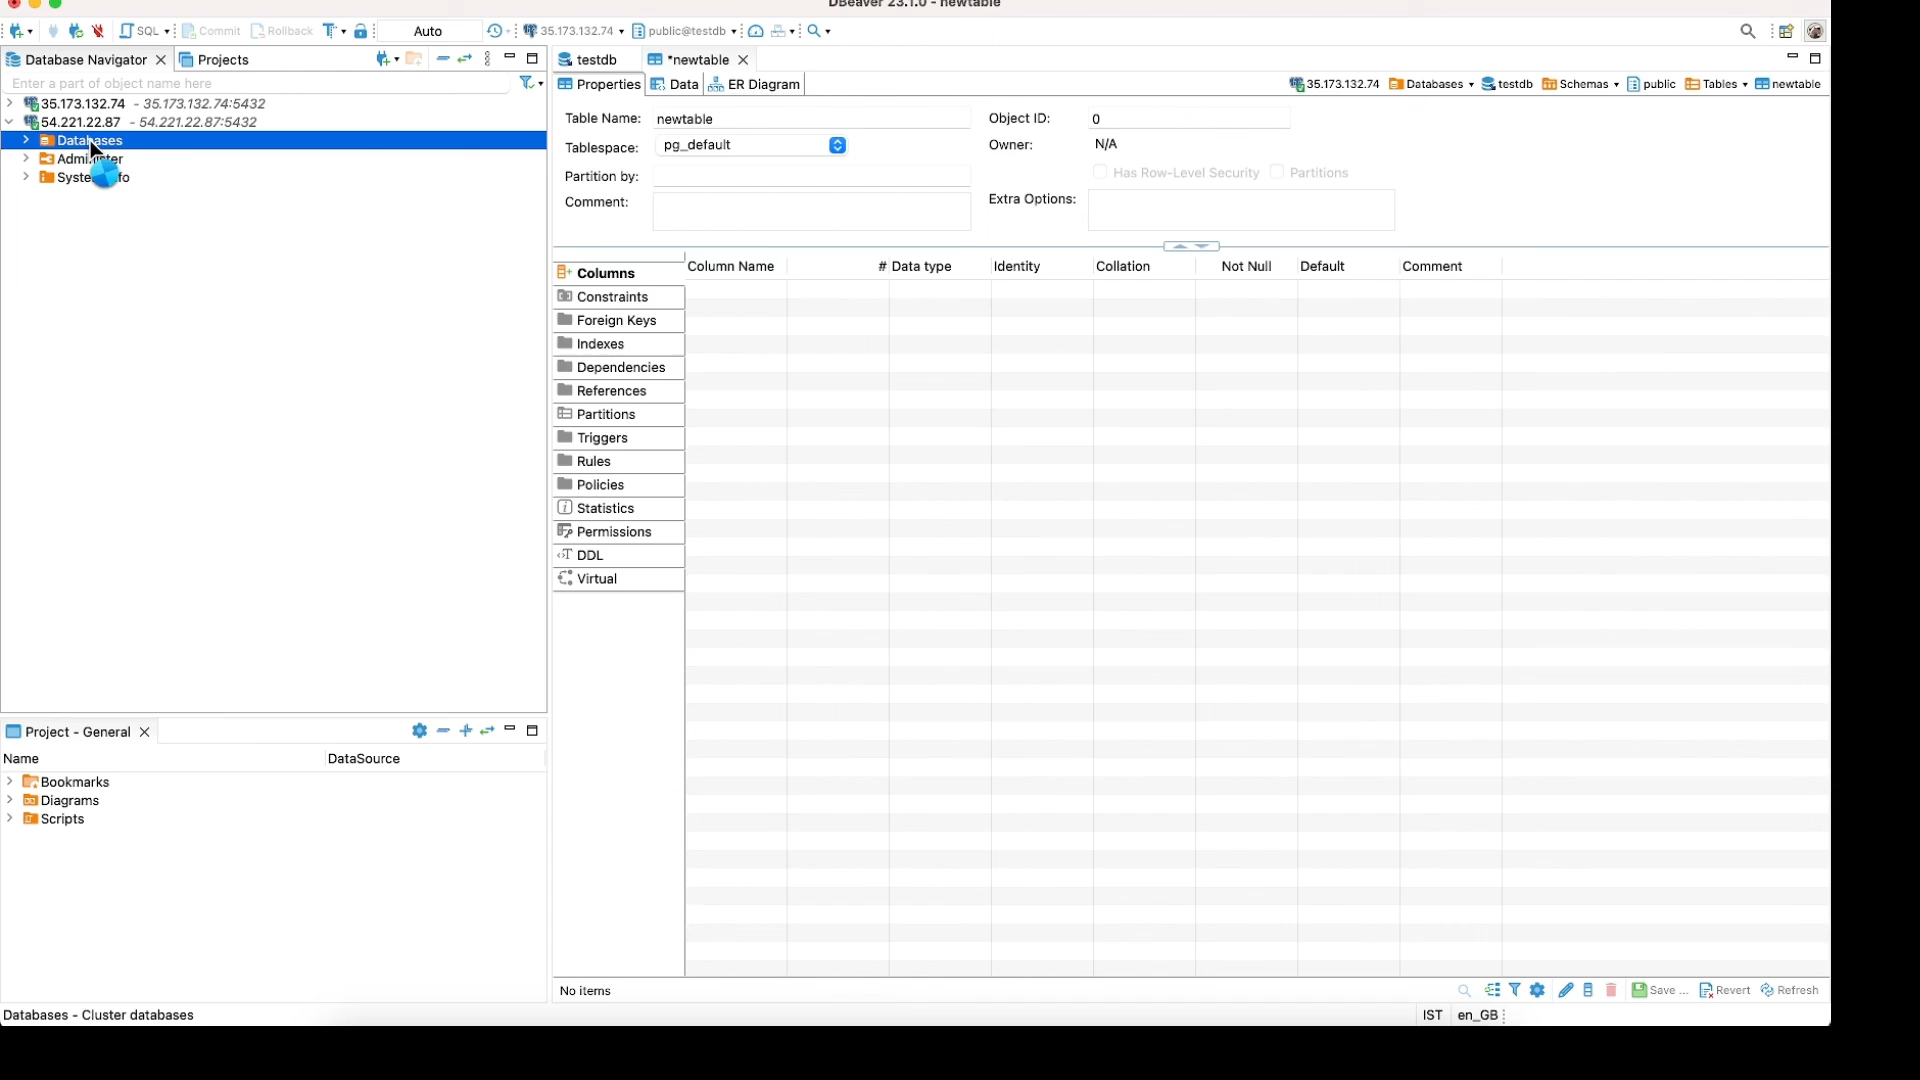 DBeaver 23.1.0 - newtable
SQL
Commit
Rollback
Auto
35.173.132.74
public@testdb
Database Navigator
Projects
testdb
*newtable
Enter a part of object name here
Properties
Data
ER Diagram
35.173.132.74
Databases
testdb
Schemas
public
Tables
newtable
35.173.132.74 - 35.173.132.74:5432
54.221.22.87 - 54.221.22.87:5432
Databases
Table Name:
newtable
Object ID:
0
Tablespace:
pg_default
Owner:
N/A
Partition by:
Has Row-Level Security
Partitions
Comment:
Extra Options:
Columns
Constraints
Foreign Keys
Indexes
Dependencies
References
Partitions
Triggers
Rules
Policies
Statistics
Permissions
DDL
Virtual
Column Name
# Data type
Identity
Collation
Not Null
Default
Comment
Project - General
Name
DataSource
Bookmarks
Diagrams
Scripts
No items
Save ...
Revert
Refresh
Databases - Cluster databases
IST
en_GB